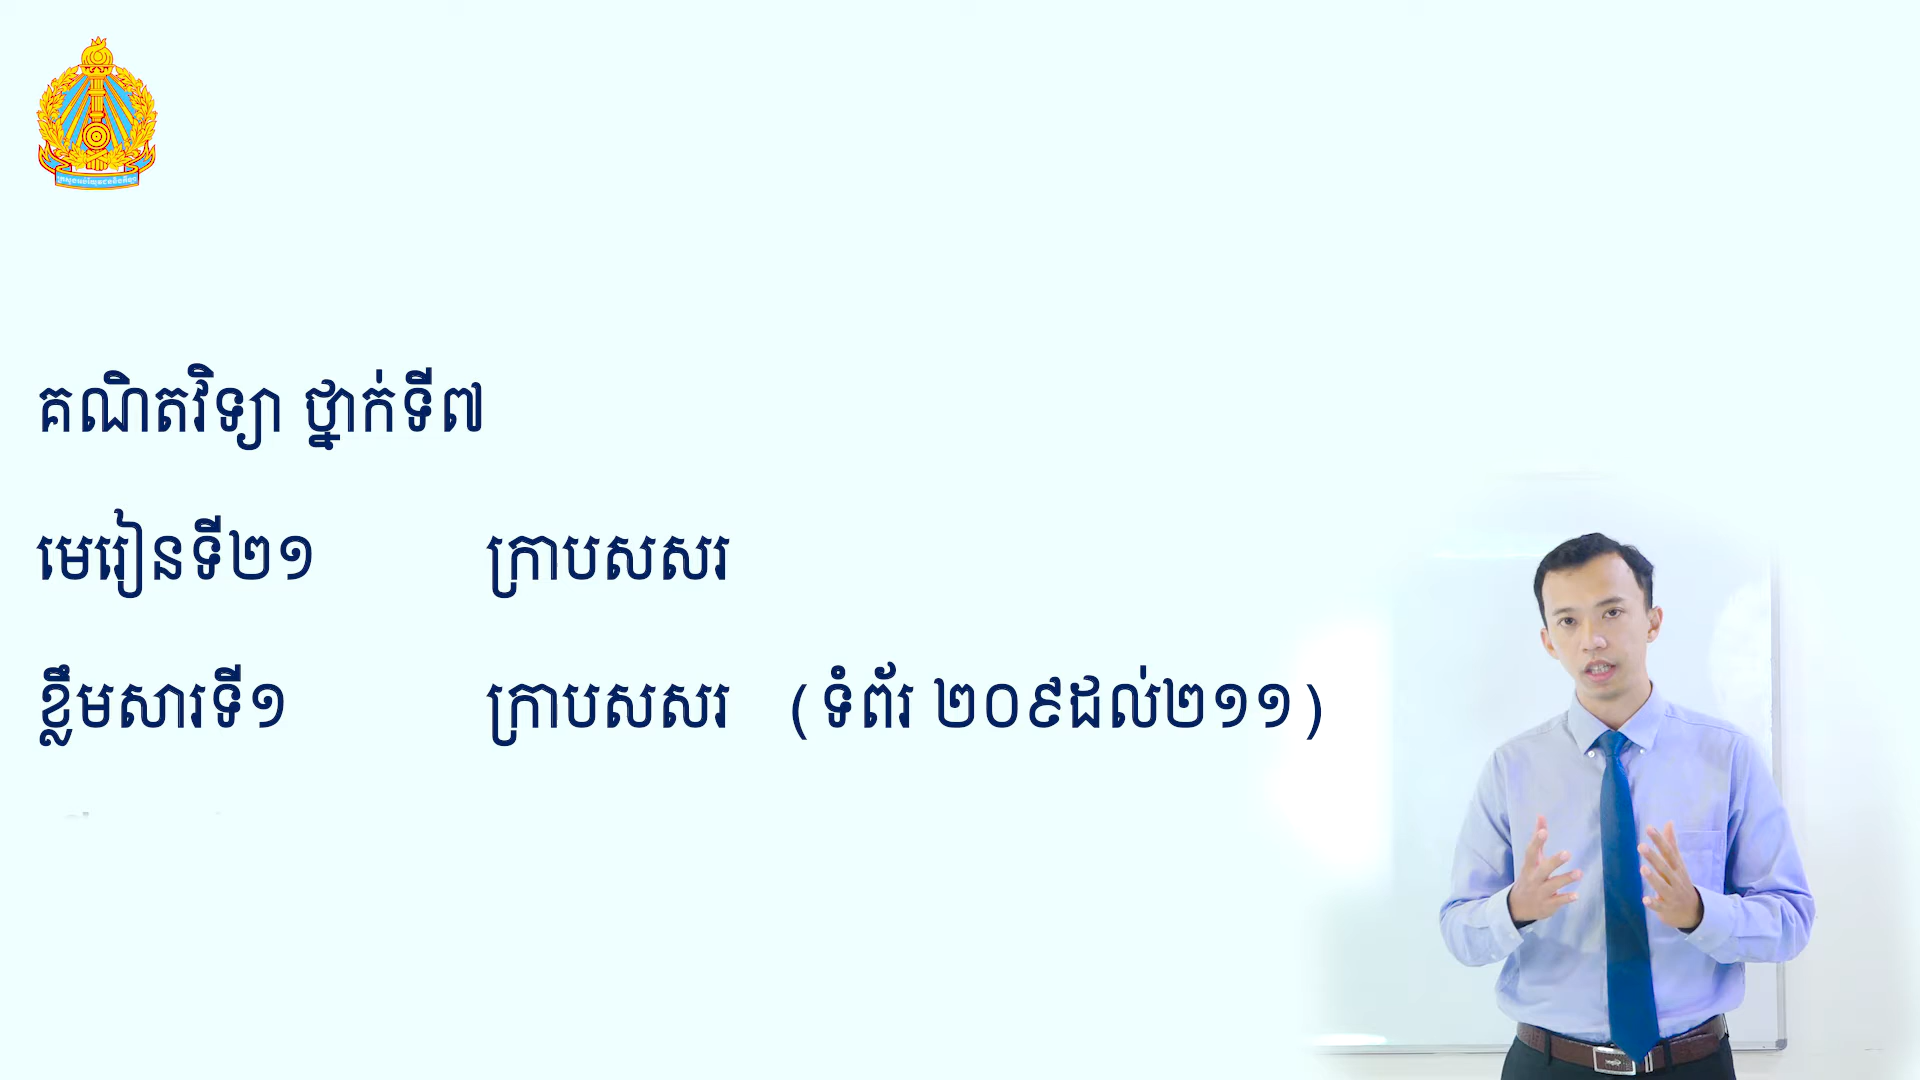 គណិតវិទ្យា ថ្នាក់ទី៧
មេរៀនទី២១ ក្រាបសសរ
ខ្លឹមសារទី១ ក្រាបសសរ (ទំព័រ ២០៩ដល់២១១)